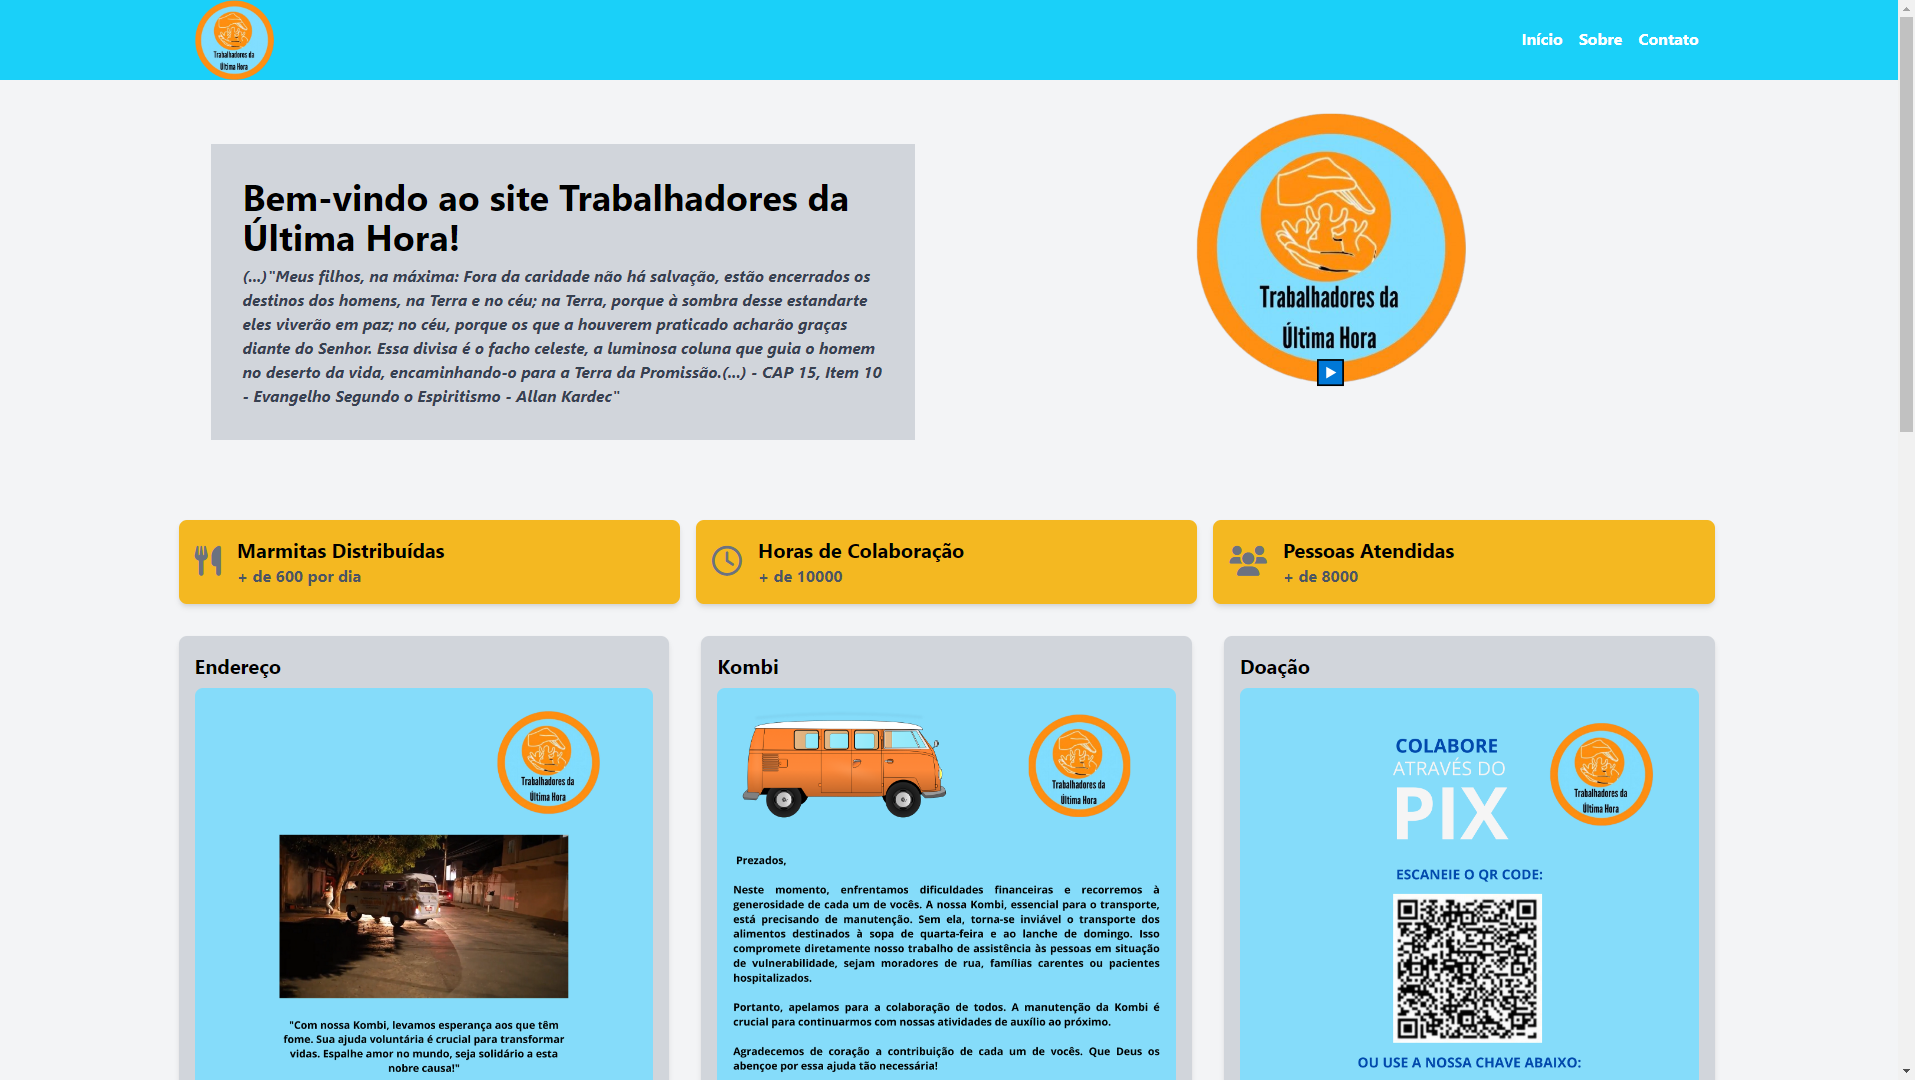 Trabalhadores da
Última Hora
Início Sobre Contato
Bem-vindo ao site Trabalhadores da
Última Hora!
(...)"Meus filhos, na máxima: Fora da caridade não há salvação, estão encerrados os
destinos dos homens, na Terra e no céu; na Terra, porque à sombra desse estandarte
eles viverão em paz; no céu, porque os que a houverem praticado acharão graças
diante do Senhor. Essa divisa é o facho celeste, a luminosa coluna que guia o homem
no deserto da vida, encaminhando-o para a Terra da Promissão.(...) - CAP 15, Item 10
- Evangelho Segundo o Espiritismo - Allan Kardec"
Trabalhadores da
Última Hora
Marmitas Distribuídas
+ de 600 por dia
Horas de Colaboração
+ de 10000
Pessoas Atendidas
+ de 8000
Endereço
Trabalhadores da
Última Hora
"Com nossa Kombi, levamos esperança aos que têm
fome. Sua ajuda voluntária é crucial para transformar
vidas. Espalhe amor no mundo, seja solidário a esta
nobre causa!"
Kombi
Trabalhadores da
Última Hora
Prezados,
Neste momento, enfrentamos dificuldades financeiras e recorremos à
generosidade de cada um de vocês. A nossa Kombi, essencial para o transporte,
está precisando de manutenção. Sem ela, torna-se inviável o transporte dos
alimentos destinados à sopa de quarta-feira e ao lanche de domingo. Isso
compromete diretamente nosso trabalho de assistência às pessoas em situação
de vulnerabilidade, sejam moradores de rua, famílias carentes ou pacientes
hospitalizados.
Portanto, apelamos para a colaboração de todos. A manutenção da Kombi é
crucial para continuarmos com nossas atividades de auxílio ao próximo.
Agradecemos de coração a contribuição de cada um de vocês. Que Deus os
abençoe por essa ajuda tão necessária!
Doação
COLABORE
ATRAVÉS DO
PIX
Trabalhadores da
Última Hora
ESCANEIE O QR CODE:
OU USE A NOSSA CHAVE ABAIXO: